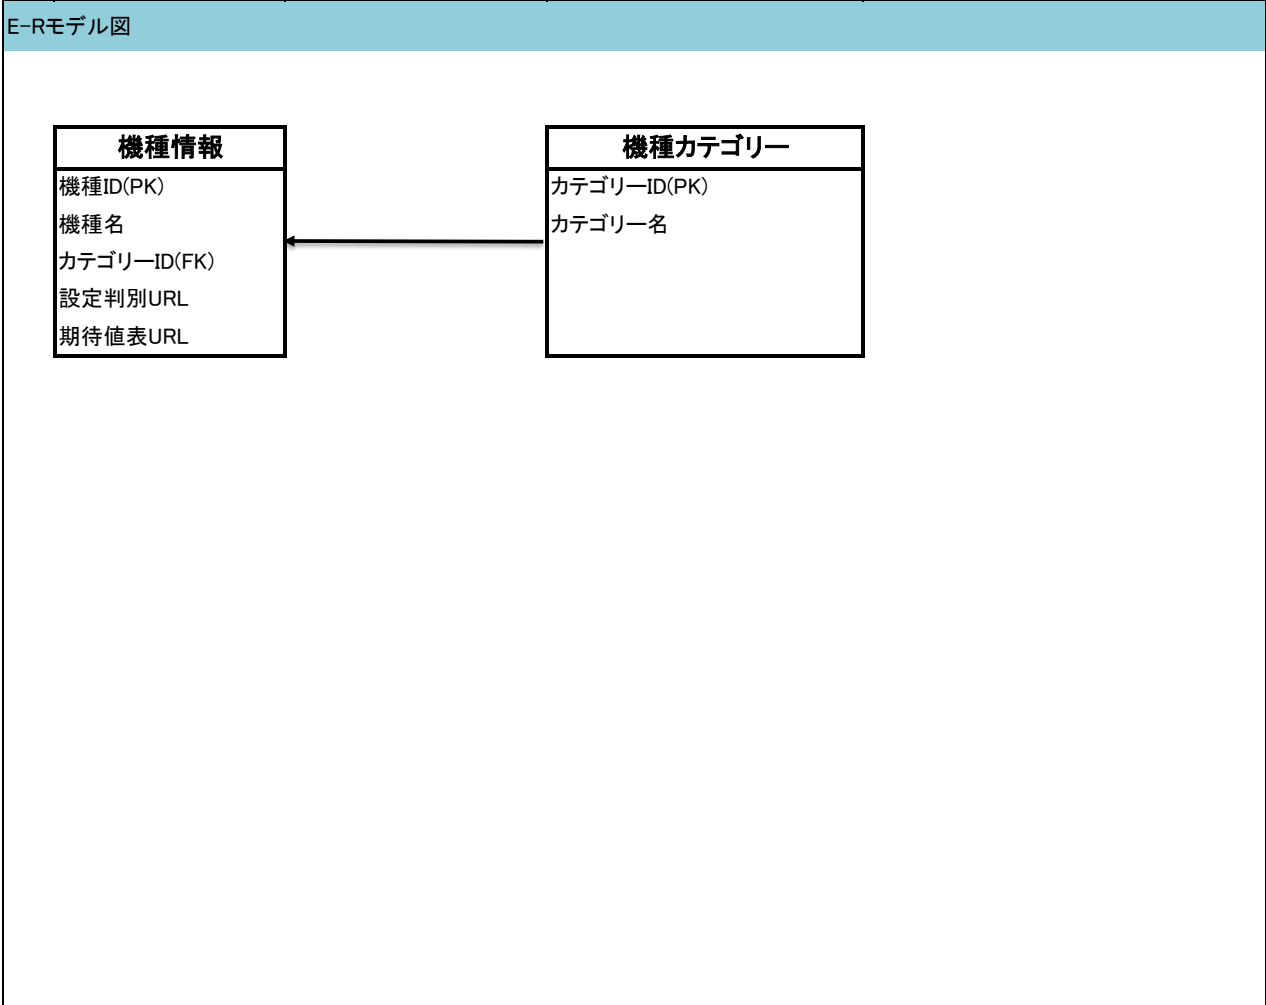 E-Rモデル図
機種情報
機種ID(PK)
機種名
カテゴリーID(FK)
設定判別URL
期待値表URL
機種カテゴリー
カテゴリーID(PK)
カテゴリー名